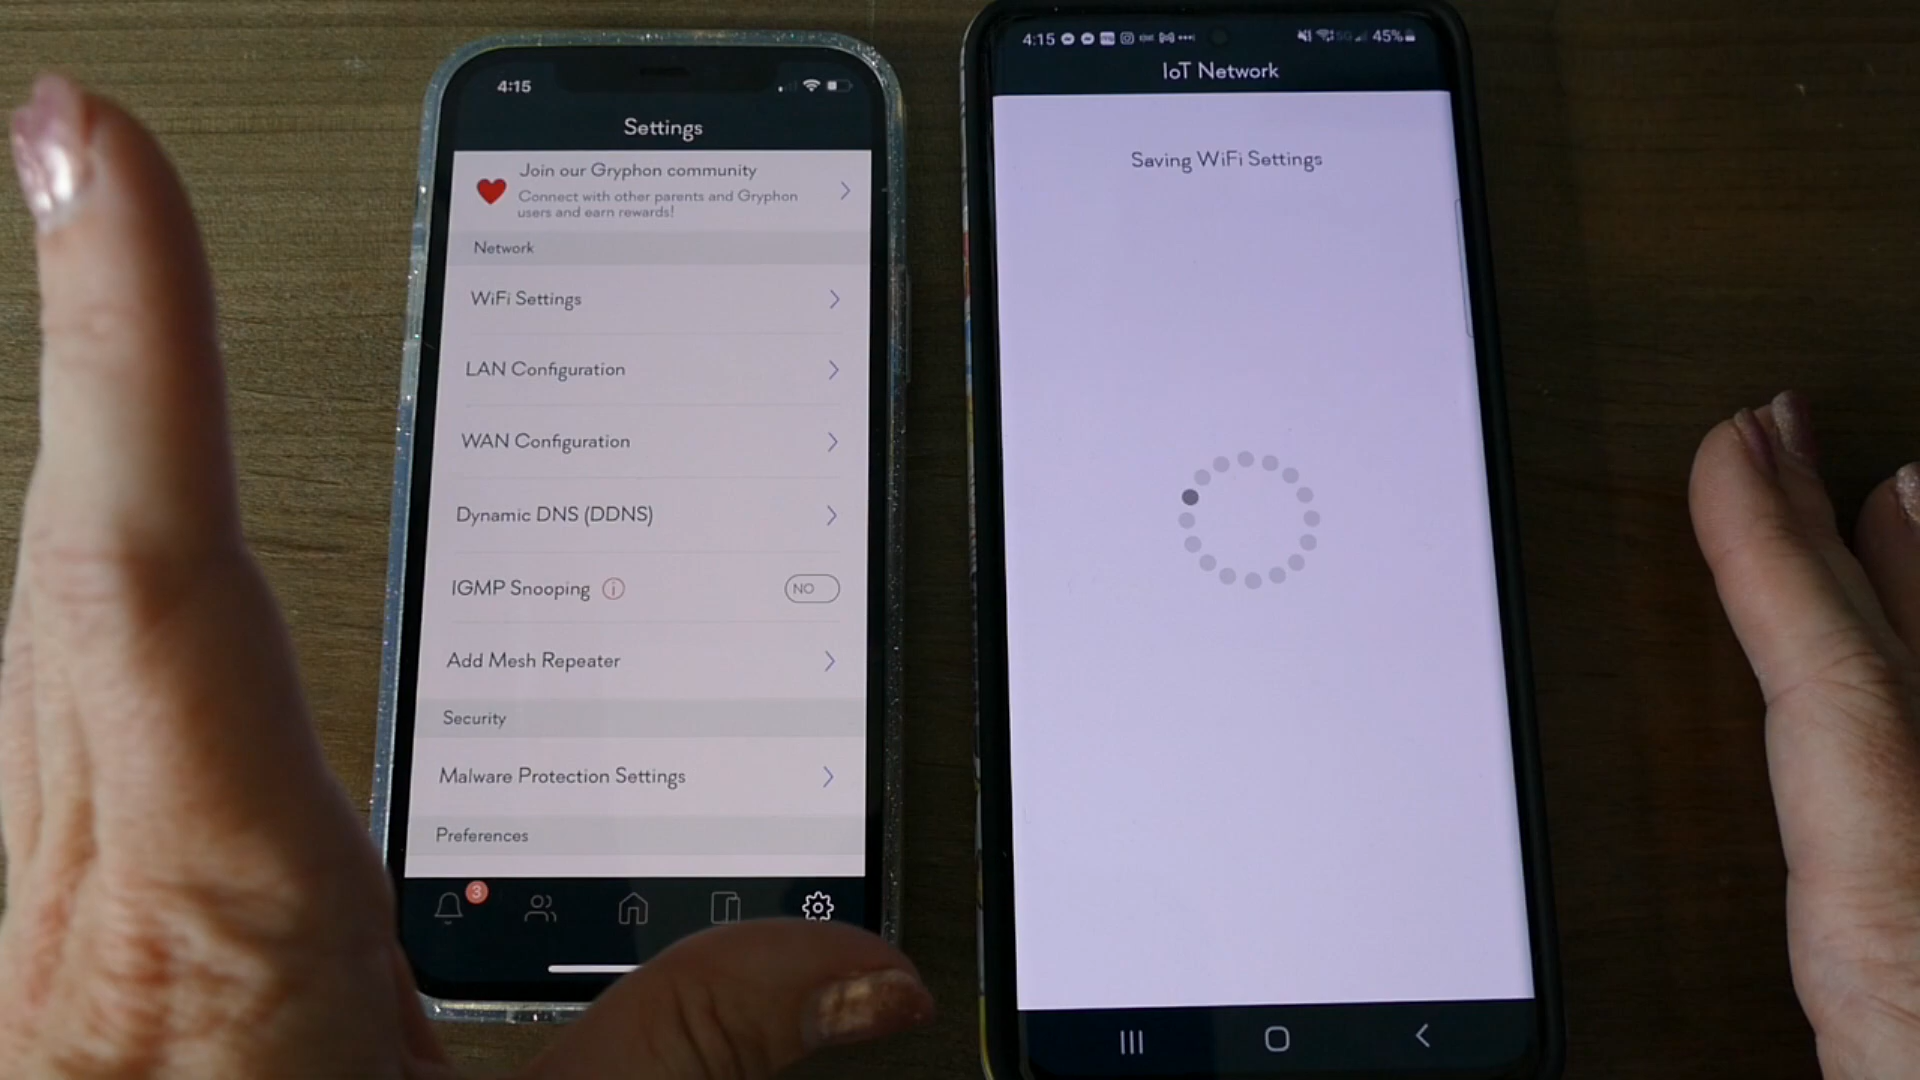 4:15
Settings
Join our Gryphon community
Connect with other parents and Gryphon
users and earn rewards!
Network
WiFi Settings
LAN Configuration
WAN Configuration
Dynamic DNS (DDNS)
IGMP Snooping
NO
Add Mesh Repeater
Security
Malware Protection Settings
Preferences
3
4:15
45%
IoT Network
Saving WiFi Settings